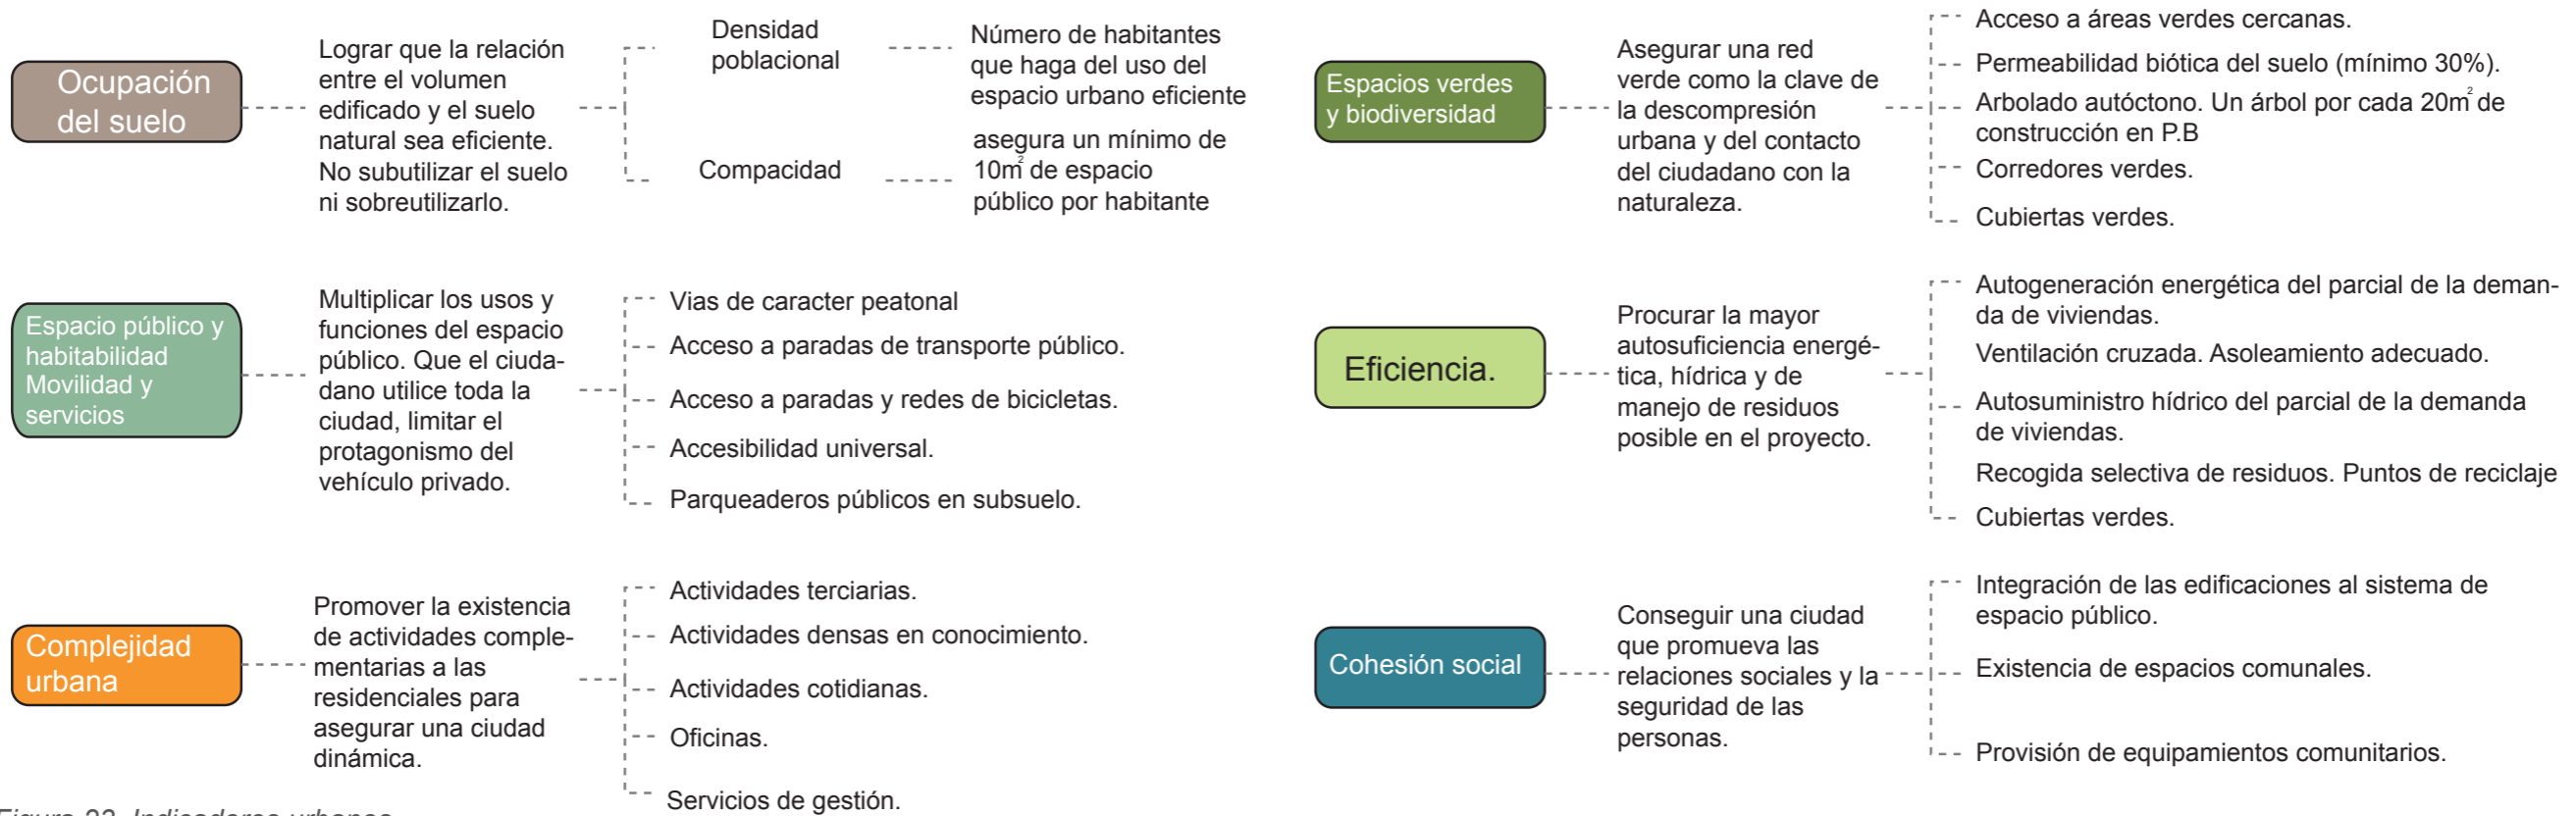 Ocupación
del suelo
Lograr que la relación
entre el volumen
edificado y el suelo
natural sea eficiente.
No subutilizar el suelo
ni sobreutilizarlo.
Densidad
poblacional
Número de habitantes
que haga del uso del
espacio urbano eficiente
Compacidad
asegura un mínimo de
10m² de espacio
público por habitante
Espacio público y
habitabilidad
Movilidad y
servicios
Multiplicar los usos y
funciones del espacio
público. Que el ciuda-
dano utilice toda la
ciudad, limitar el
protagonismo del
vehículo privado.
Vias de caracter peatonal
Acceso a paradas de transporte público.
Acceso a paradas y redes de bicicletas.
Accesibilidad universal.
Parqueaderos públicos en subsuelo.
Complejidad
urbana
Promover la existencia
de actividades comple-
mentarias a las
residenciales para
asegurar una ciudad
dinámica.
Actividades terciarias.
Actividades densas en conocimiento.
Actividades cotidianas.
Oficinas.
Servicios de gestión.
Espacios verdes
y biodiversidad
Asegurar una red
verde como la clave de
la descompresión
urbana y del contacto
del ciudadano con la
naturaleza.
Acceso a áreas verdes cercanas.
Permeabilidad biótica del suelo (mínimo 30%).
Arbolado autóctono. Un árbol por cada 20m² de
construcción en P.B
Corredores verdes.
Cubiertas verdes.
Eficiencia.
Procurar la mayor
autosuficiencia energé-
tica, hídrica y de
manejo de residuos
posible en el proyecto.
Autogeneración energética del parcial de la deman-
da de viviendas.
Ventilación cruzada. Asoleamiento adecuado.
Autosuministro hídrico del parcial de la demanda
de viviendas.
Recogida selectiva de residuos. Puntos de reciclaje
Cubiertas verdes.
Cohesión social
Conseguir una ciudad
que promueva las
relaciones sociales y la
seguridad de las
personas.
Integración de las edificaciones al sistema de
espacio público.
Existencia de espacios comunales.
Provisión de equipamientos comunitarios.